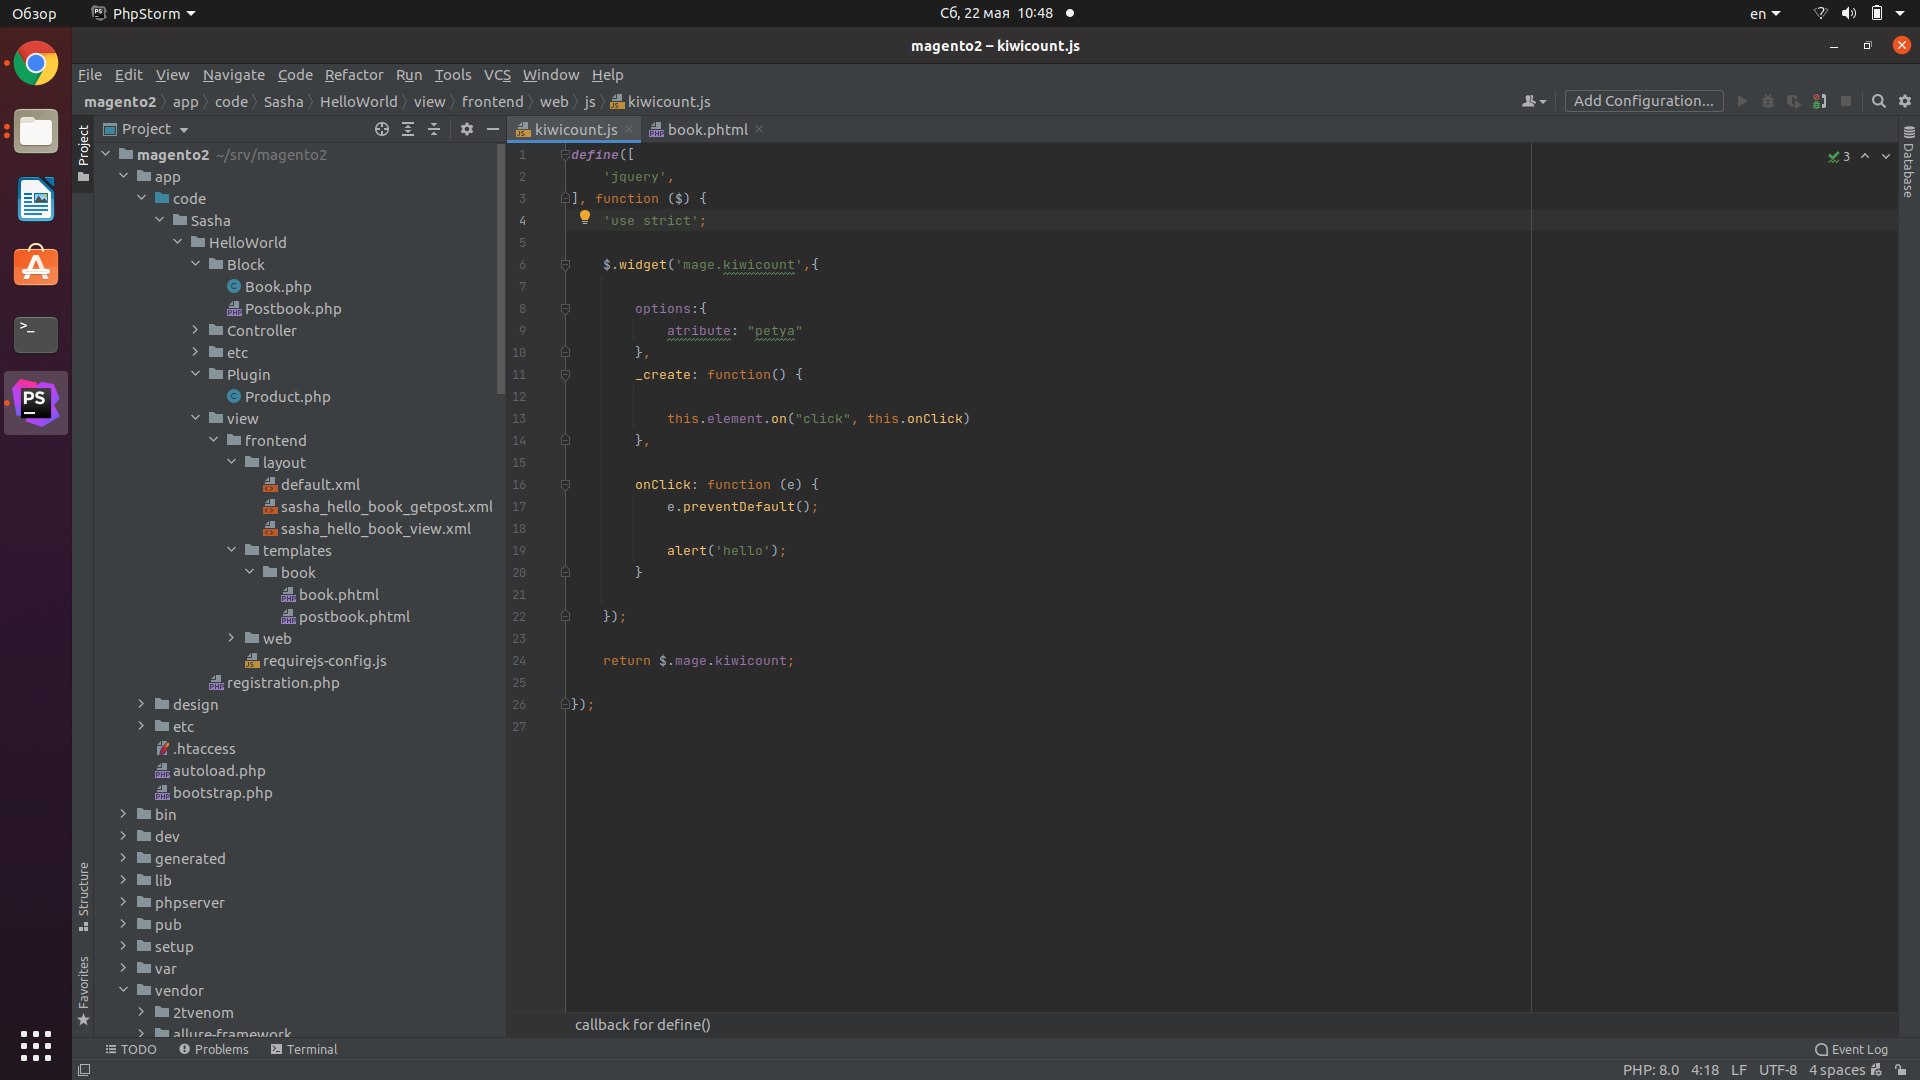 Обзор
PhpStorm
Сб, 22 мая 10:48
en
magento2 – kiwicount.js
File Edit View Navigate Code Refactor Run Tools VCS Window Help
magento2 app code Sasha HelloWorld view frontend web js kiwicount.js
Add Configuration...
Project
Project
kiwicount.js
book.phtml
Database
magento2 ~/srv/magento2
app
code
Sasha
HelloWorld
Block
Book.php
Postbook.php
Controller
etc
Plugin
Product.php
view
frontend
layout
default.xml
sasha_hello_book_getpost.xml
sasha_hello_book_view.xml
templates
book
book.phtml
postbook.phtml
web
requirejs-config.js
registration.php
design
etc
.htaccess
autoload.php
bootstrap.php
bin
dev
generated
lib
phpserver
pub
setup
var
vendor
2tvenom
allure-framework
Structure
Favorites
3
1 define([
2 'jquery',
3 ], function ($) {
4 'use strict';
5
6 $.widget('mage.kiwicount',{
7
8 options:{
9 atribute: "petya"
10 },
11 _create: function() {
12
13 this.element.on("click", this.onClick)
14 },
15
16 onClick: function (e) {
17 e.preventDefault();
18
19 alert('hello');
20 }
21
22 });
23
24 return $.mage.kiwicount;
25
26 });
27
callback for define()
TODO Problems Terminal
Event Log
PHP: 8.0 4:18 LF UTF-8 4 spaces